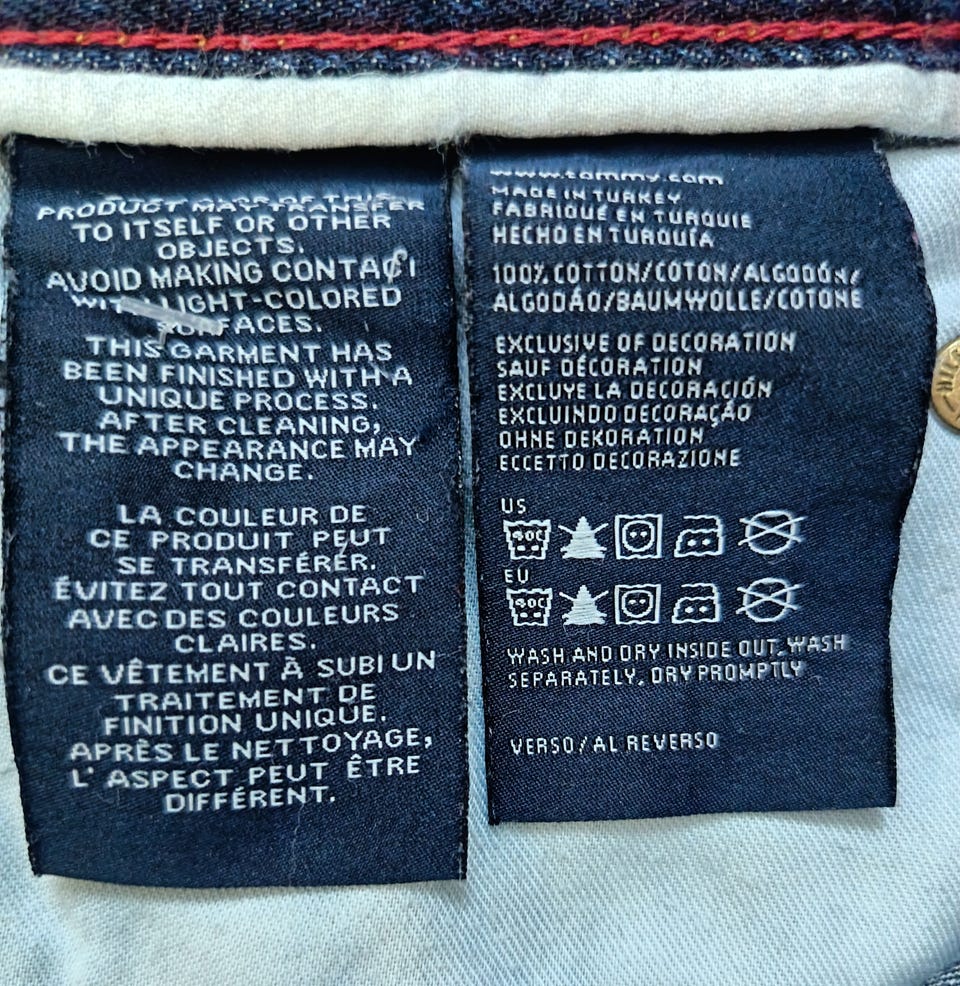 PRODUCT MAY TRANSFER
TO ITSELF OR OTHER
OBJECTS.
AVOID MAKING CONTACT
WITH LIGHT-COLORED
SURFACES.
THIS GARMENT HAS
BEEN FINISHED WITH A
UNIQUE PROCESS.
AFTER CLEANING,
THE APPEARANCE MAY
CHANGE.
LA COULEUR DE
CE PRODUIT PEUT
SE TRANSFÉRER.
ÉVITEZ TOUT CONTACT
AVEC DES COULEURS
CLAIRES.
CE VÊTEMENT À SUBI UN
TRAITEMENT DE
FINITION UNIQUE.
APRÈS LE NETTOYAGE,
L'ASPECT PEUT ÊTRE
DIFFÉRENT.
www.tommy.com
MADE IN TURKEY
FABRIQUÉ EN TURQUIE
HECHO EN TURQUÍA
100% COTTON/COTON/ALGODÓN/
ALGODÃO/BAUMWOLLE/COTONE
EXCLUSIVE OF DECORATION
SAUF DÉCORATION
EXCLUYE LA DECORACIÓN
EXCLUINDO DECORAÇÃO
OHNE DEKORATION
ECCETTO DECORAZIONE
US
EU
WASH AND DRY INSIDE OUT. WASH
SEPARATELY. DRY PROMPTLY
VERSO/AL REVERSO